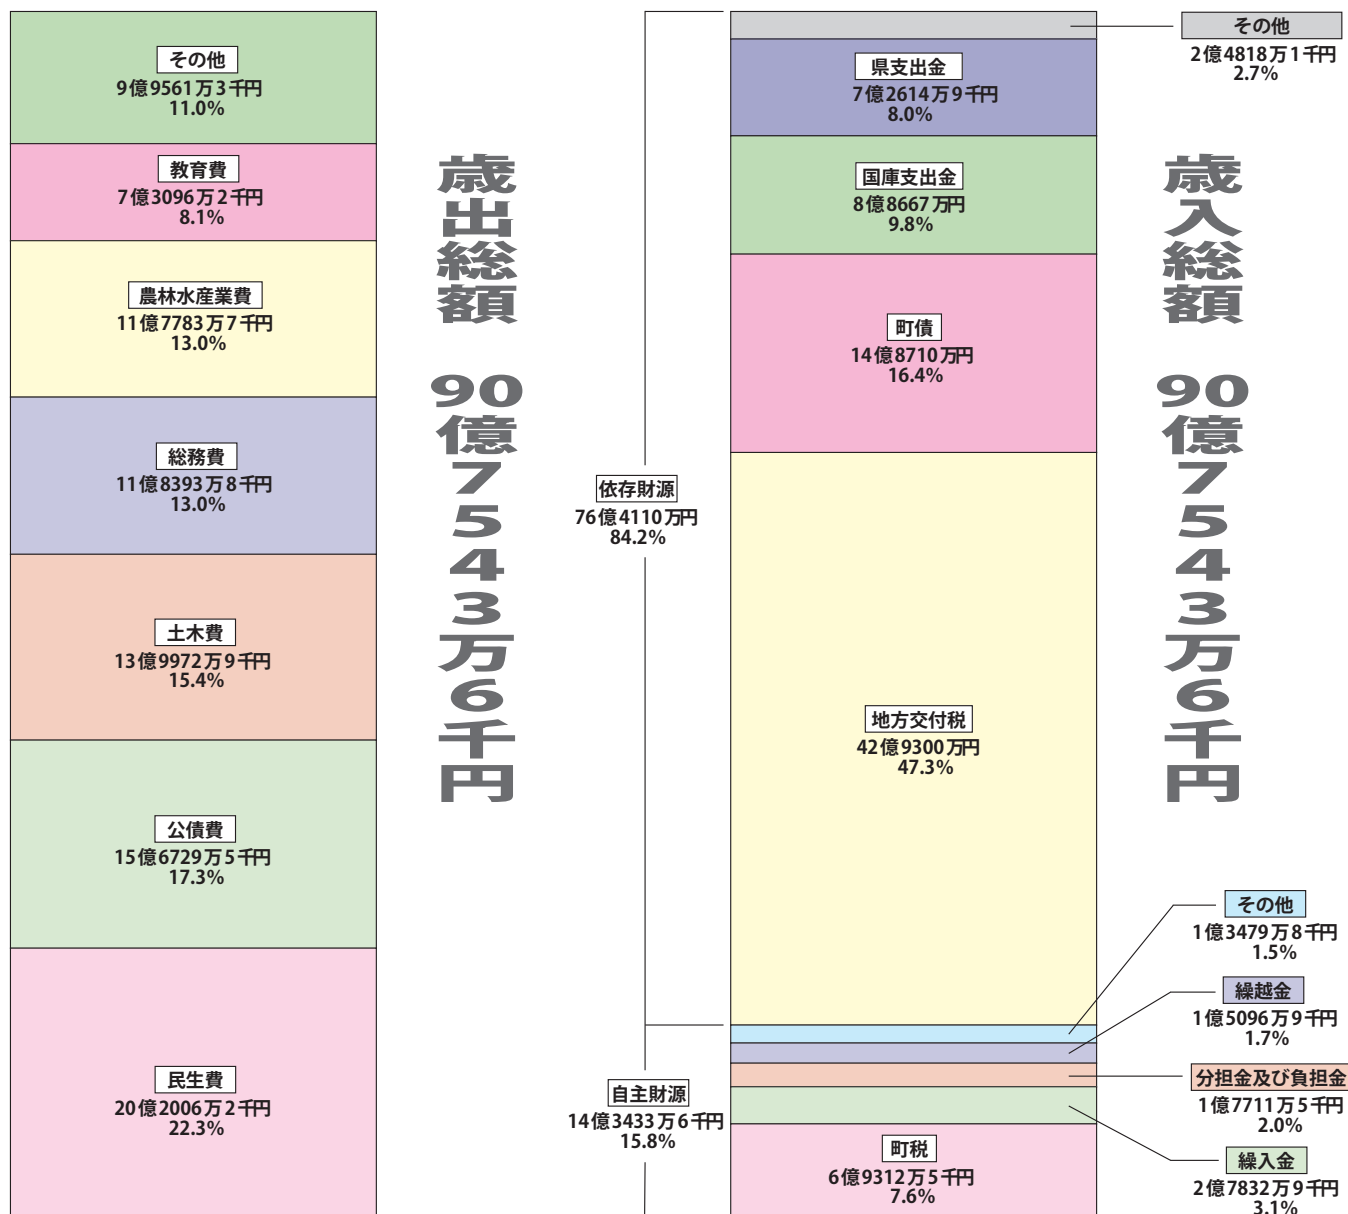 その他
9億9561万3千円
11.0%
教育費
7億3096万2千円
8.1%
農林水産業費
11億7783万7千円
13.0%
総務費
11億8393万8千円
13.0%
土木費
13億9972万9千円
15.4%
公債費
15億6729万5千円
17.3%
民生費
20億2006万2千円
22.3%
歳出総額 90億7543万6千円
依存財源
76億4110万円
84.2%
自主財源
14億3433万6千円
15.8%
その他
2億4818万1千円
2.7%
県支出金
7億2614万9千円
8.0%
国庫支出金
8億8667万円
9.8%
町債
14億8710万円
16.4%
地方交付税
42億9300万円
47.3%
その他
1億3479万8千円
1.5%
繰越金
1億5096万9千円
1.7%
分担金及び負担金
1億7711万5千円
2.0%
繰入金
2億7832万9千円
3.1%
町税
6億9312万5千円
7.6%
歳入総額 90億7543万6千円